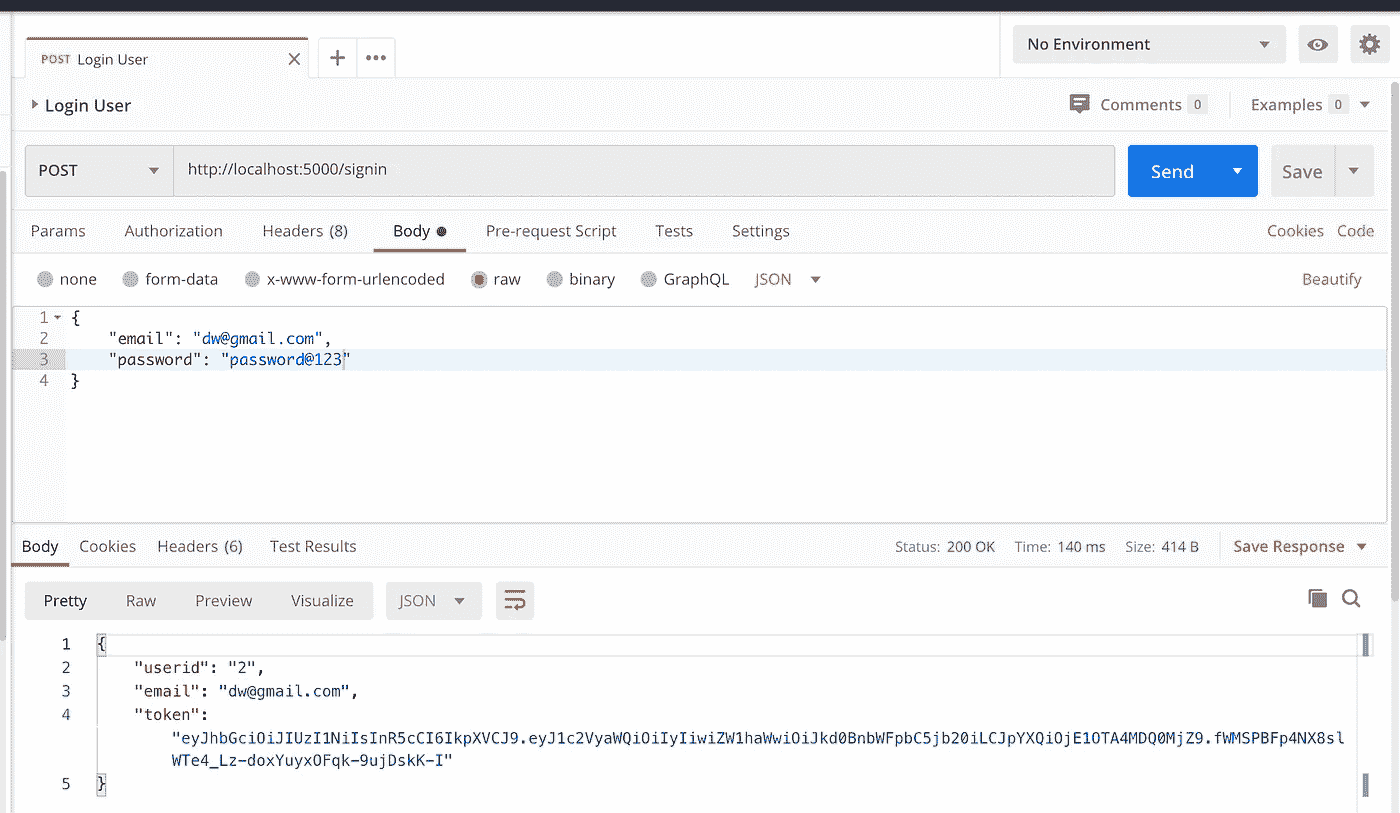 POST Login User
No Environment
Login User
Comments 0
Examples 0
POST
http://localhost:5000/signin
Send
Save
Params Authorization Headers (8) Body Pre-request Script Tests Settings Cookies Code
none form-data x-www-form-urlencoded raw binary GraphQL JSON Beautify
1 {
2 "email": "dw@gmail.com",
3 "password": "password@123"
4 }
Body Cookies Headers (6) Test Results Status: 200 OK Time: 140 ms Size: 414 B Save Response
Pretty Raw Preview Visualize JSON
1 {
2 "userid": "2",
3 "email": "dw@gmail.com",
4 "token":
"eyJhbGciOiJIUzI1NiIsInR5cCI6IkpXVCJ9.eyJ1c2VyaWQiOiIyIiwiZW1haWwiOiJkd0BnbWFpbC5jb20iLCJpYXQiOjE1OTA4MDQ0MjZ9.fWMSPBFp4NX8sl
WTe4_Lz-doxYuyxOFqk-9ujDskK-I"
5 }